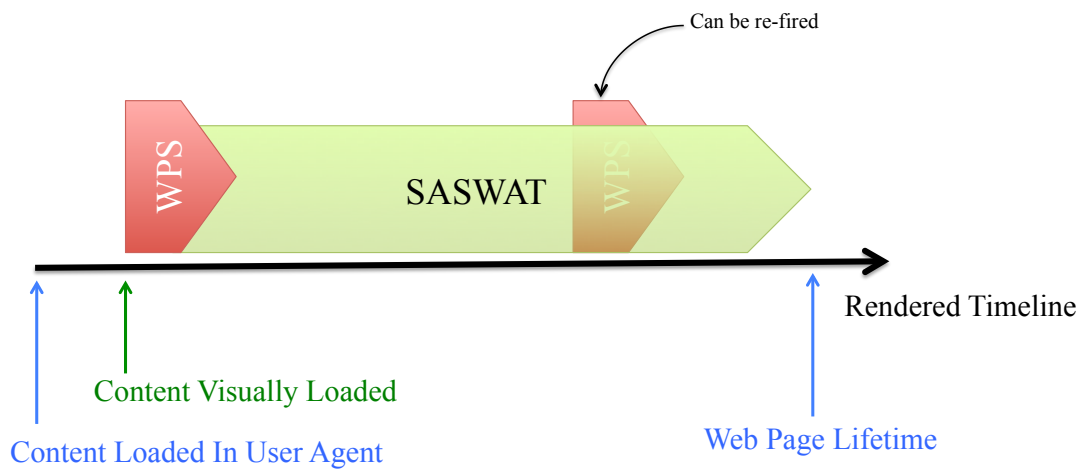 Can be re-fired
WPS
SASWAT
WPS
Rendered Timeline
Content Visually Loaded
Web Page Lifetime
Content Loaded In User Agent